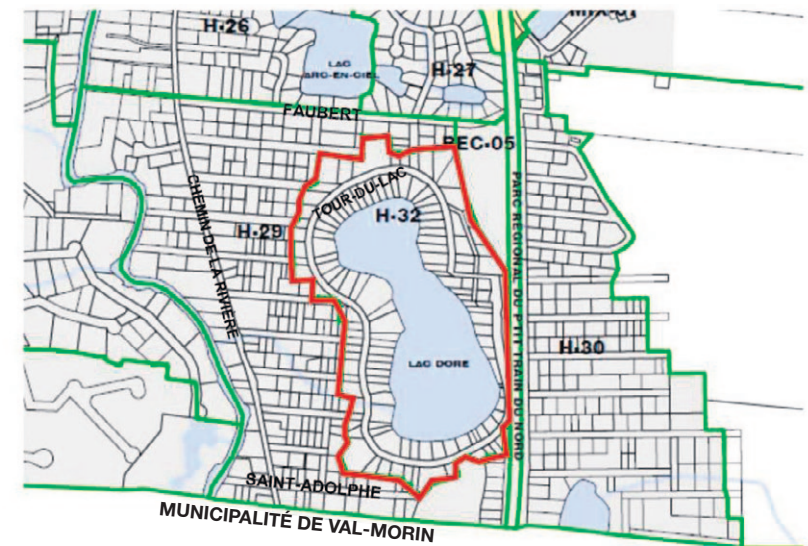 H-26
LAC
ARC-EN-CIEL
H-27
FAUBERT
REC-05
TOUR-DU-LAC
H-32
H-29
CHEMIN DE LA RIVIÈRE
PARC RÉGIONAL DU P'TIT TRAIN DU NORD
H-30
LAC DORÉ
SAINT-ADOLPHE
MUNICIPALITÉ DE VAL-MORIN